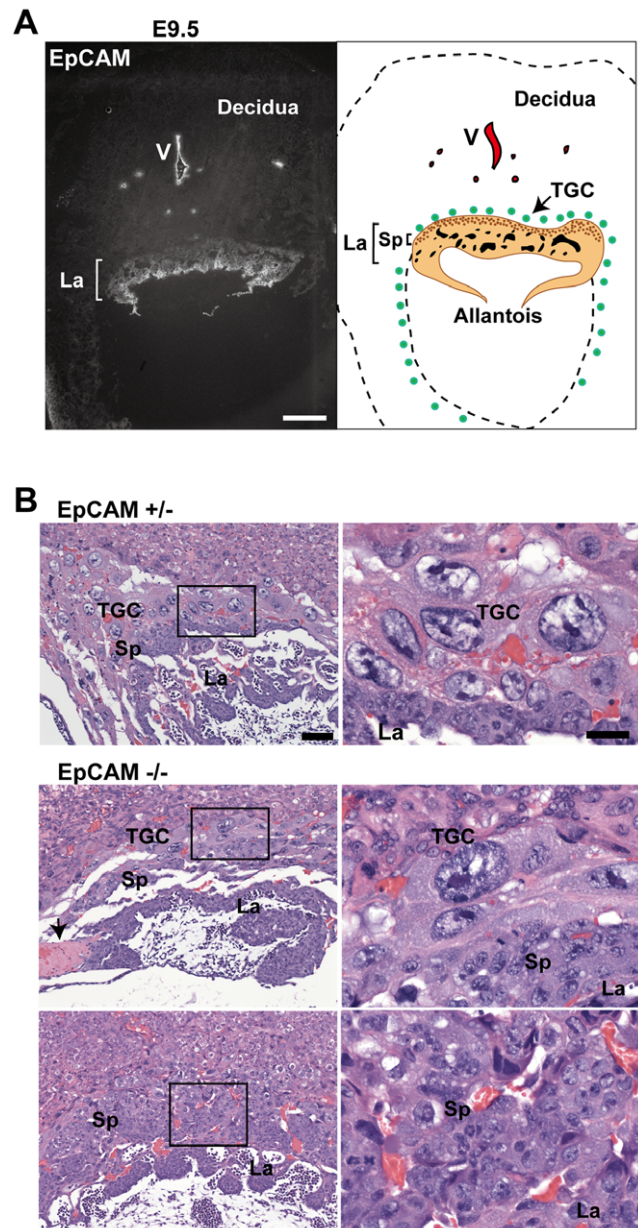 A
E9.5
EpCAM
Decidua
V
La
Decidua
V
TGC
La
Sp
Allantois
B
EpCAM +/-
TGC
Sp
La
TGC
La
EpCAM -/-
TGC
Sp
La
TGC
Sp
La
Sp
La
Sp
La